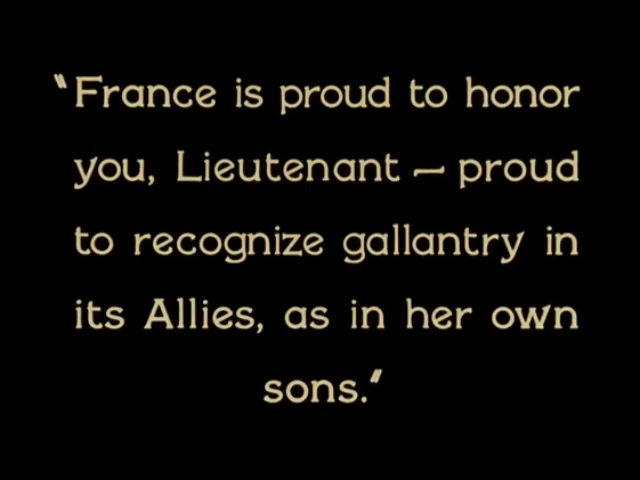 "France is proud to honor
you, Lieutenant — proud
to recognize gallantry in
its Allies, as in her own
sons."